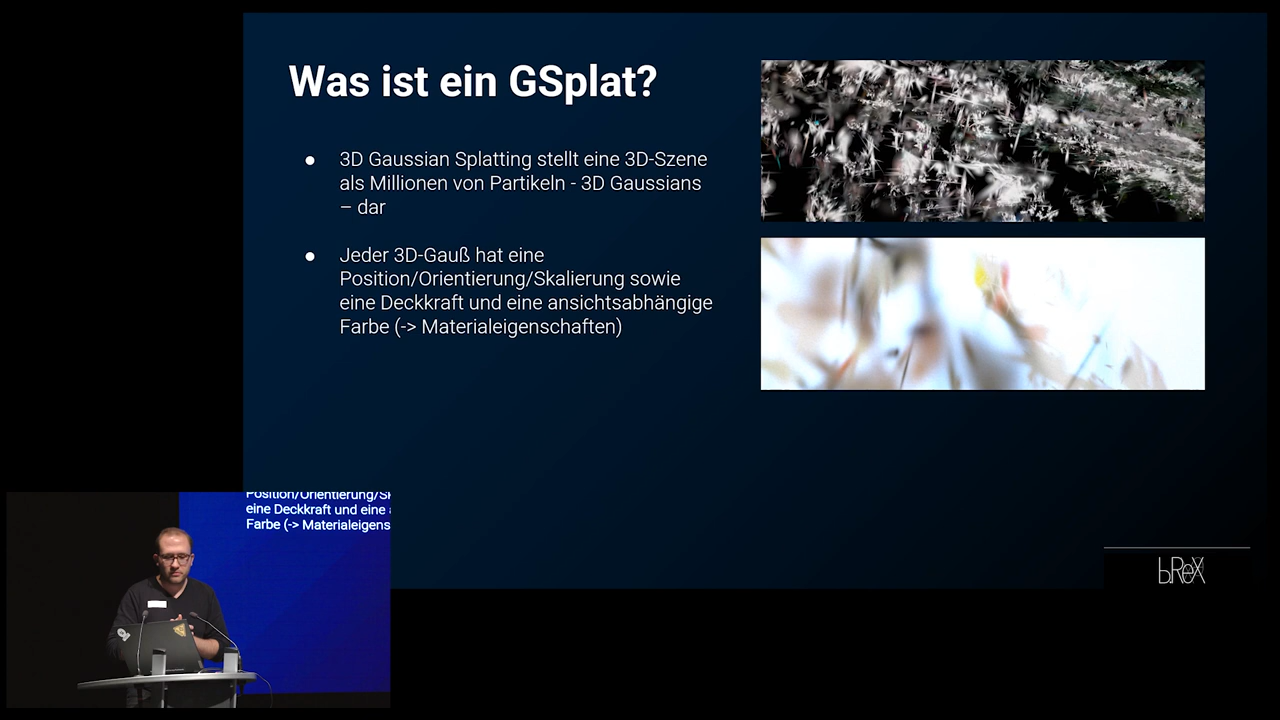 Was ist ein GSplat?
● 3D Gaussian Splatting stellt eine 3D-Szene
als Millionen von Partikeln - 3D Gaussians
– dar
● Jeder 3D-Gauß hat eine
Position/Orientierung/Skalierung sowie
eine Deckkraft und eine ansichtsabhängige
Farbe (-> Materialeigenschaften)
bReX
Position/Orientierung/Sk
eine Deckkraft und eine
Farbe (-> Materialeigens